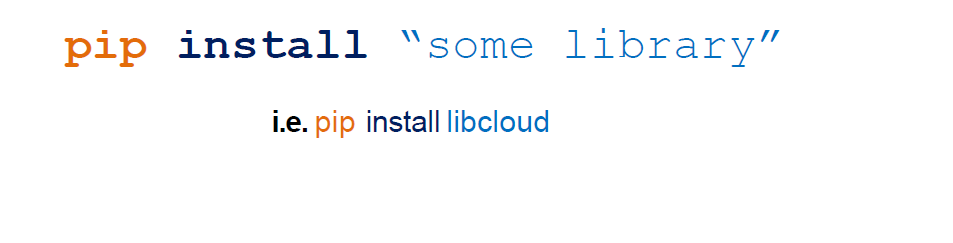 pip install “some library”
i.e. pip install libcloud